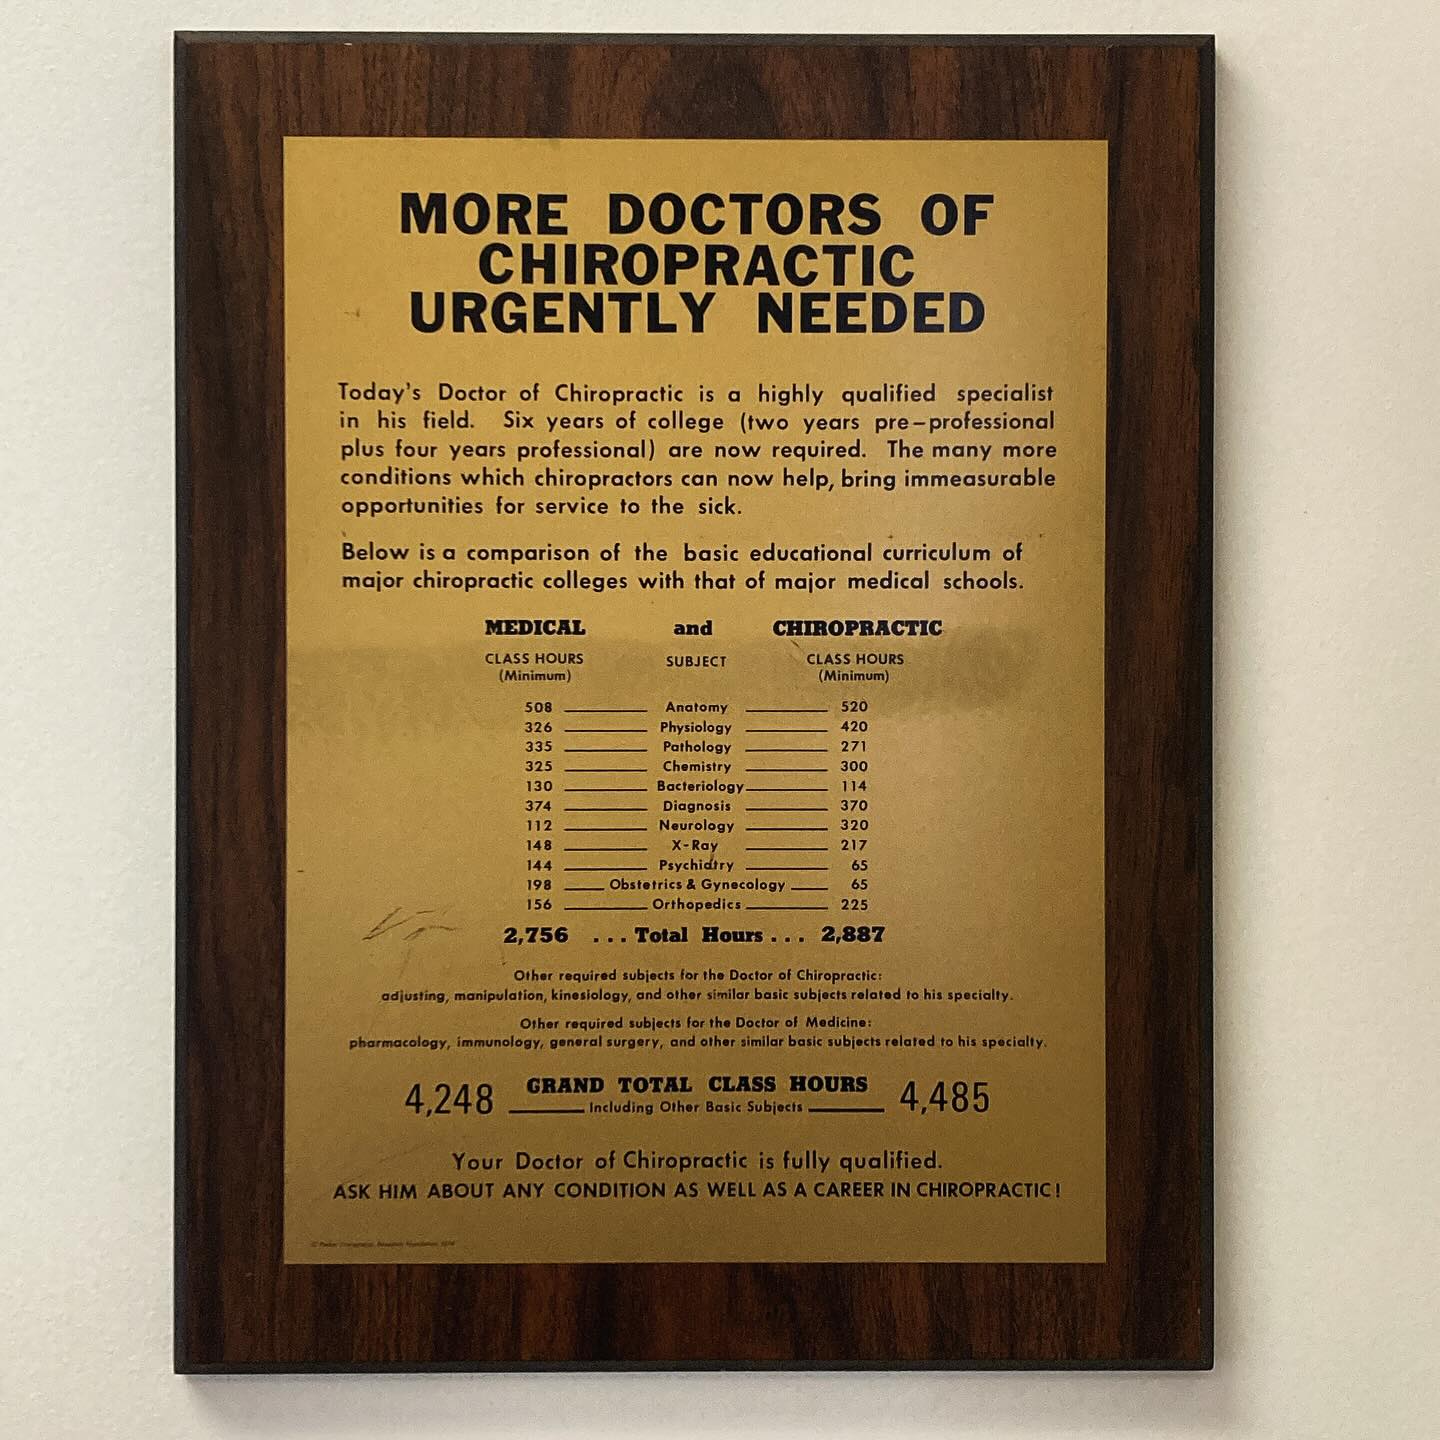 MORE DOCTORS OF
CHIROPRACTIC
URGENTLY NEEDED
Today's Doctor of Chiropractic is a highly qualified specialist
in his field. Six years of college (two years pre-professional
plus four years professional) are now required. The many more
conditions which chiropractors can now help, bring immeasurable
opportunities for service to the sick.
Below is a comparison of the basic educational curriculum of
major chiropractic colleges with that of major medical schools.
MEDICAL and CHIROPRACTIC
CLASS HOURS SUBJECT CLASS HOURS
(Minimum) (Minimum)
508 Anatomy 520
326 Physiology 420
335 Pathology 271
325 Chemistry 300
130 Bacteriology 114
374 Diagnosis 370
112 Neurology 320
148 X-Ray 217
144 Psychiatry 65
198 Obstetrics & Gynecology 65
156 Orthopedics 225
2,756 ... Total Hours ... 2,887
Other required subjects for the Doctor of Chiropractic:
adjusting, manipulation, kinesiology, and other similar basic subjects related to his specialty.
Other required subjects for the Doctor of Medicine:
pharmacology, immunology, general surgery, and other similar basic subjects related to his specialty.
4,248 GRAND TOTAL CLASS HOURS 4,485
Including Other Basic Subjects
Your Doctor of Chiropractic is fully qualified.
ASK HIM ABOUT ANY CONDITION AS WELL AS A CAREER IN CHIROPRACTIC!
© Parker Chiropractic Research Foundation,